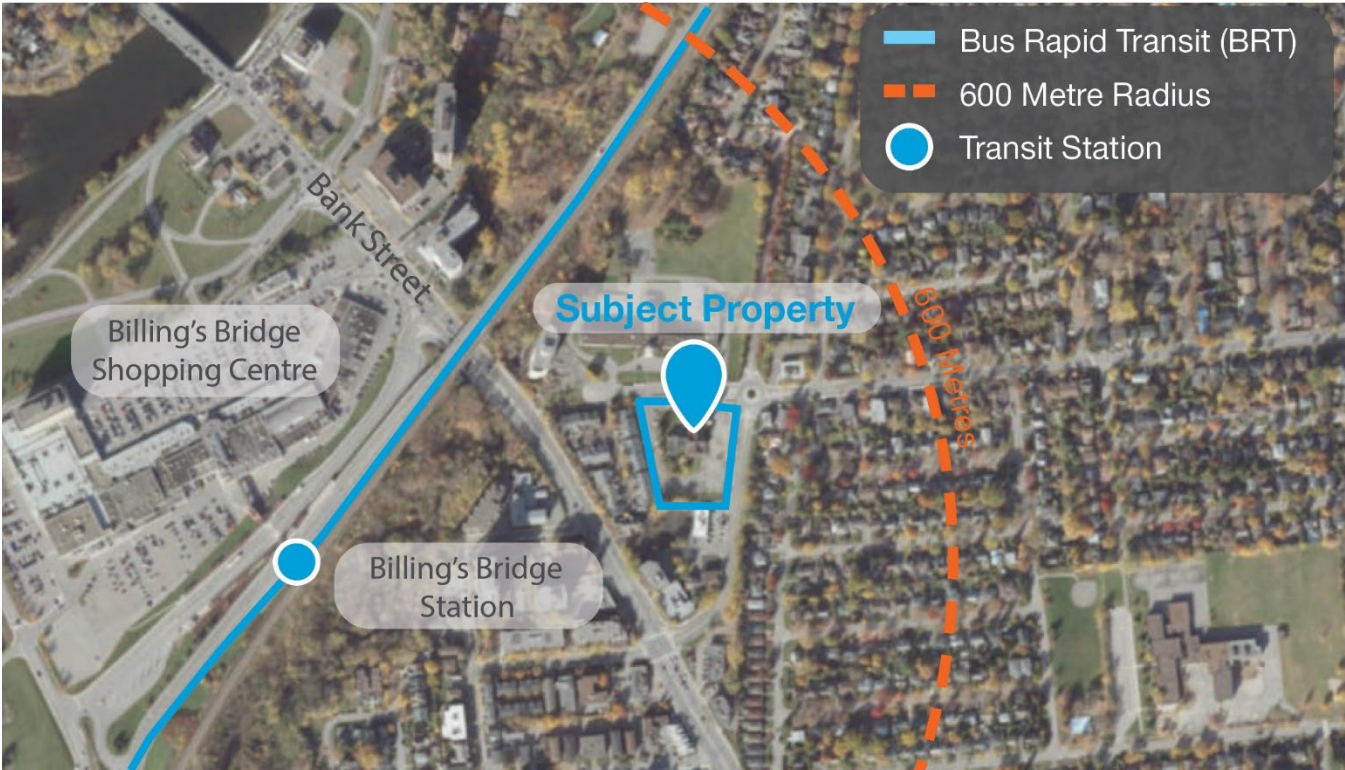 Bus Rapid Transit (BRT)
600 Metre Radius
Transit Station
Bank Street
Subject Property
Billing's Bridge
Shopping Centre
600 Metres
Billing's Bridge
Station